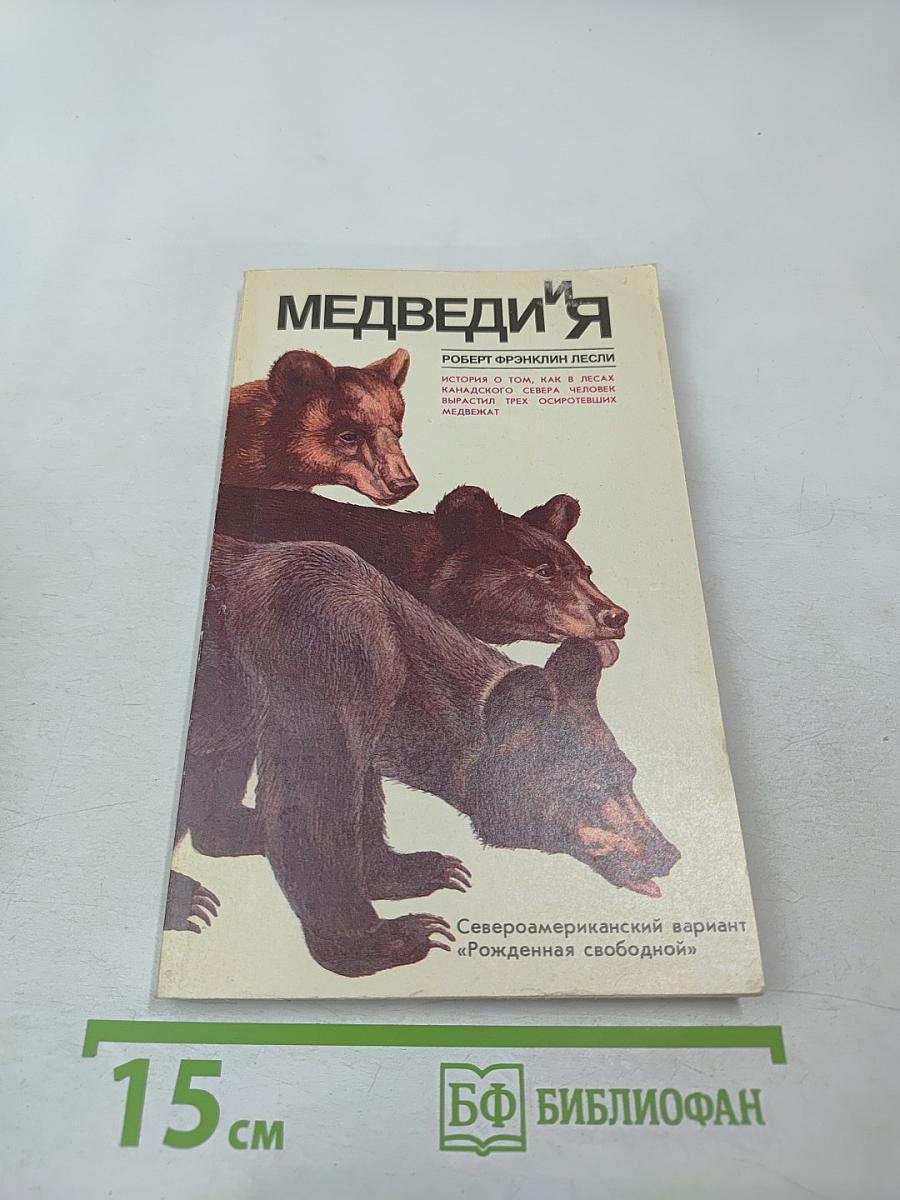 МЕДВЕДИ И Я
РОБЕРТ ФРЭНКЛИН ЛЕСЛИ
ИСТОРИЯ О ТОМ, КАК В ЛЕСАХ
КАНАДСКОГО СЕВЕРА ЧЕЛОВЕК
ВЫРАСТИЛ ТРЕХ ОСИРОТЕВШИХ
МЕДВЕЖАТ
Североамериканский вариант
«Рожденная свободной»
15 см
БФ БИБЛИОФАН